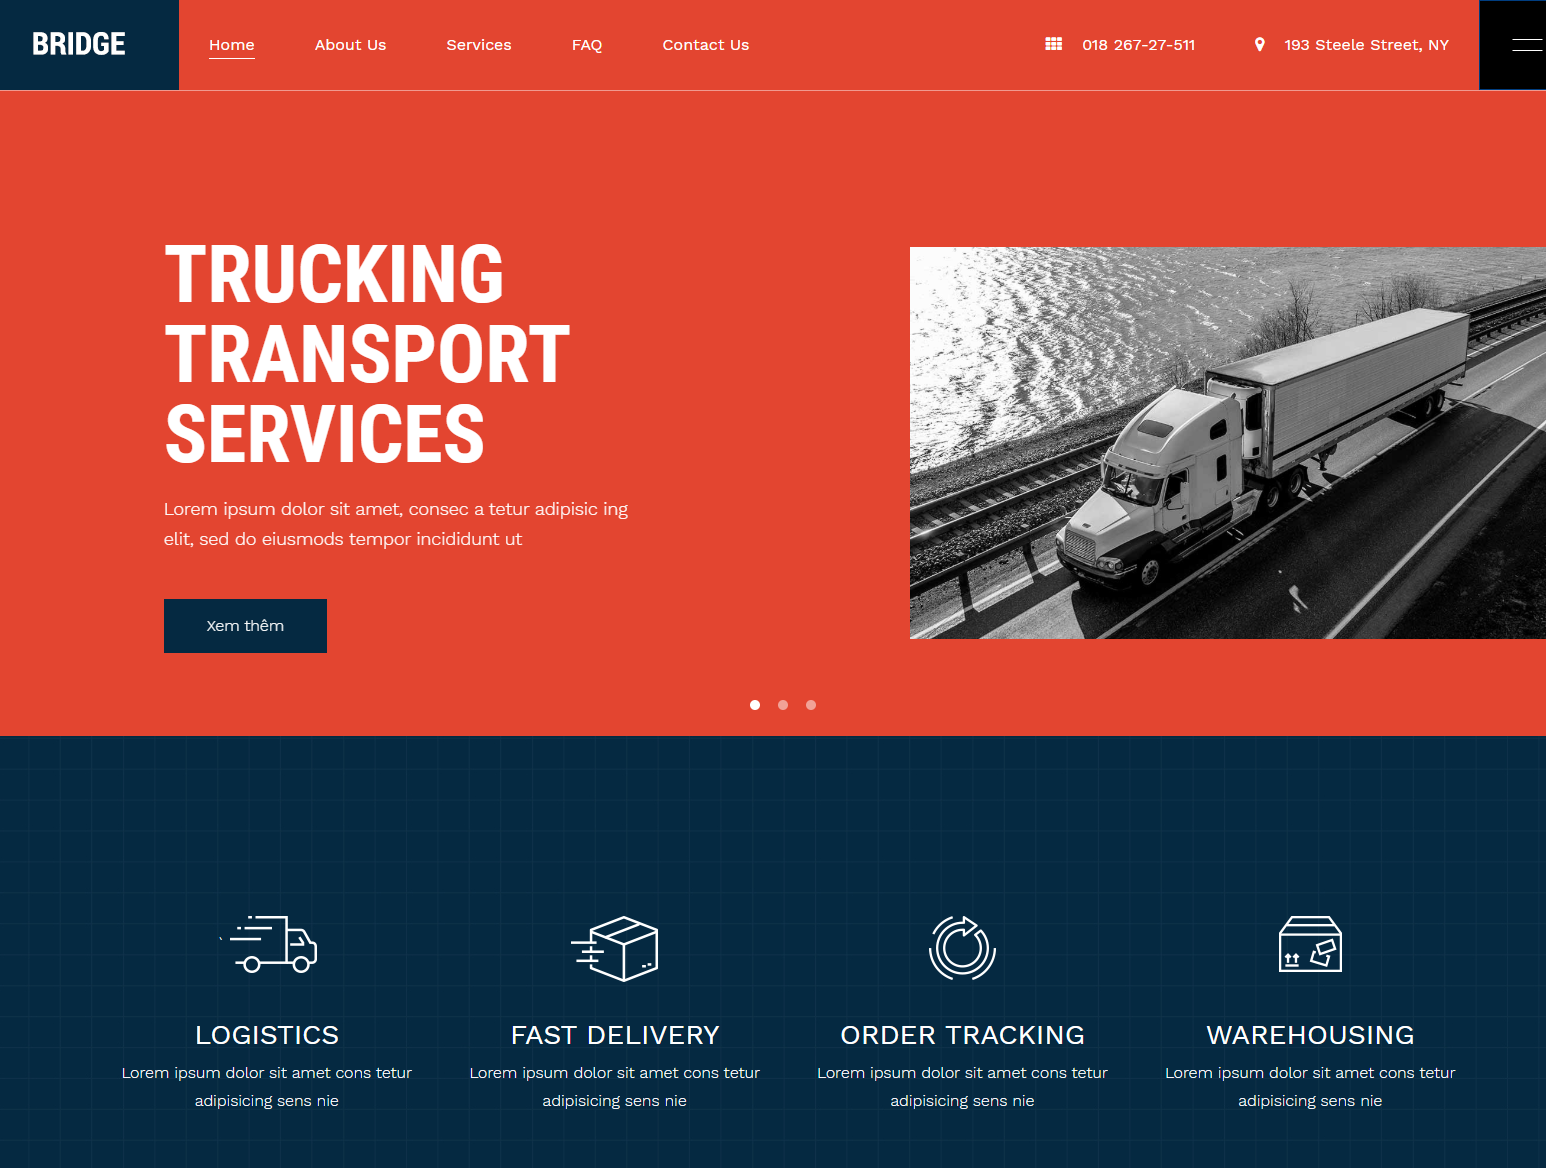 BRIDGE
Home About Us Services FAQ Contact Us 018 267-27-511 193 Steele Street, NY
TRUCKING
TRANSPORT
SERVICES
Lorem ipsum dolor sit amet, consec a tetur adipisic ing
elit, sed do eiusmods tempor incididunt ut
Xem thêm
LOGISTICS
Lorem ipsum dolor sit amet cons tetur
adipisicing sens nie
FAST DELIVERY
Lorem ipsum dolor sit amet cons tetur
adipisicing sens nie
ORDER TRACKING
Lorem ipsum dolor sit amet cons tetur
adipisicing sens nie
WAREHOUSING
Lorem ipsum dolor sit amet cons tetur
adipisicing sens nie